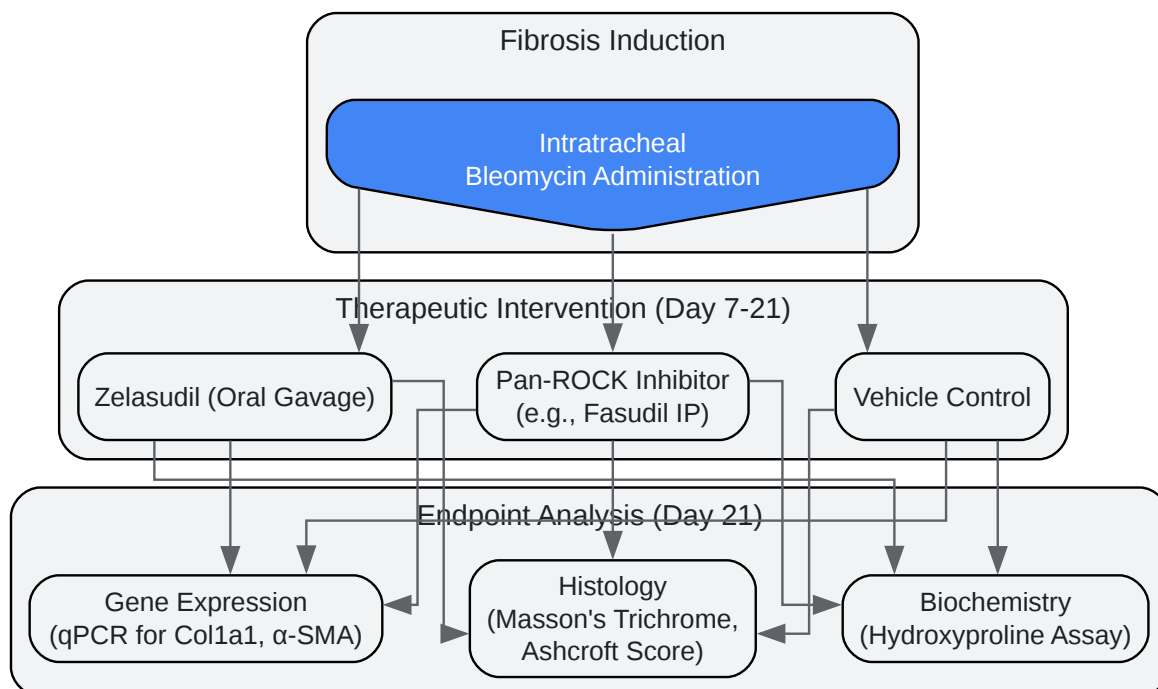 Fibrosis Induction
Intratracheal
Bleomycin Administration
Therapeutic Intervention (Day 7-21)
Zelasudil (Oral Gavage)
Pan-ROCK Inhibitor
(e.g., Fasudil IP)
Vehicle Control
Endpoint Analysis (Day 21)
Gene Expression
(qPCR for Col1a1, α-SMA)
Histology
(Masson's Trichrome,
Ashcroft Score)
Biochemistry
(Hydroxyproline Assay)